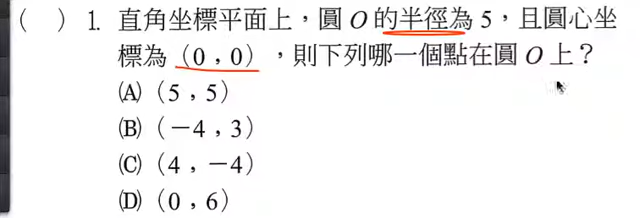 （　）1. 直角坐標平面上，圓 O 的半徑為 5，且圓心坐
標為（0，0），則下列哪一個點在圓 O 上？
(A)（5，5）
(B)（－4，3）
(C)（4，－4）
(D)（0，6）